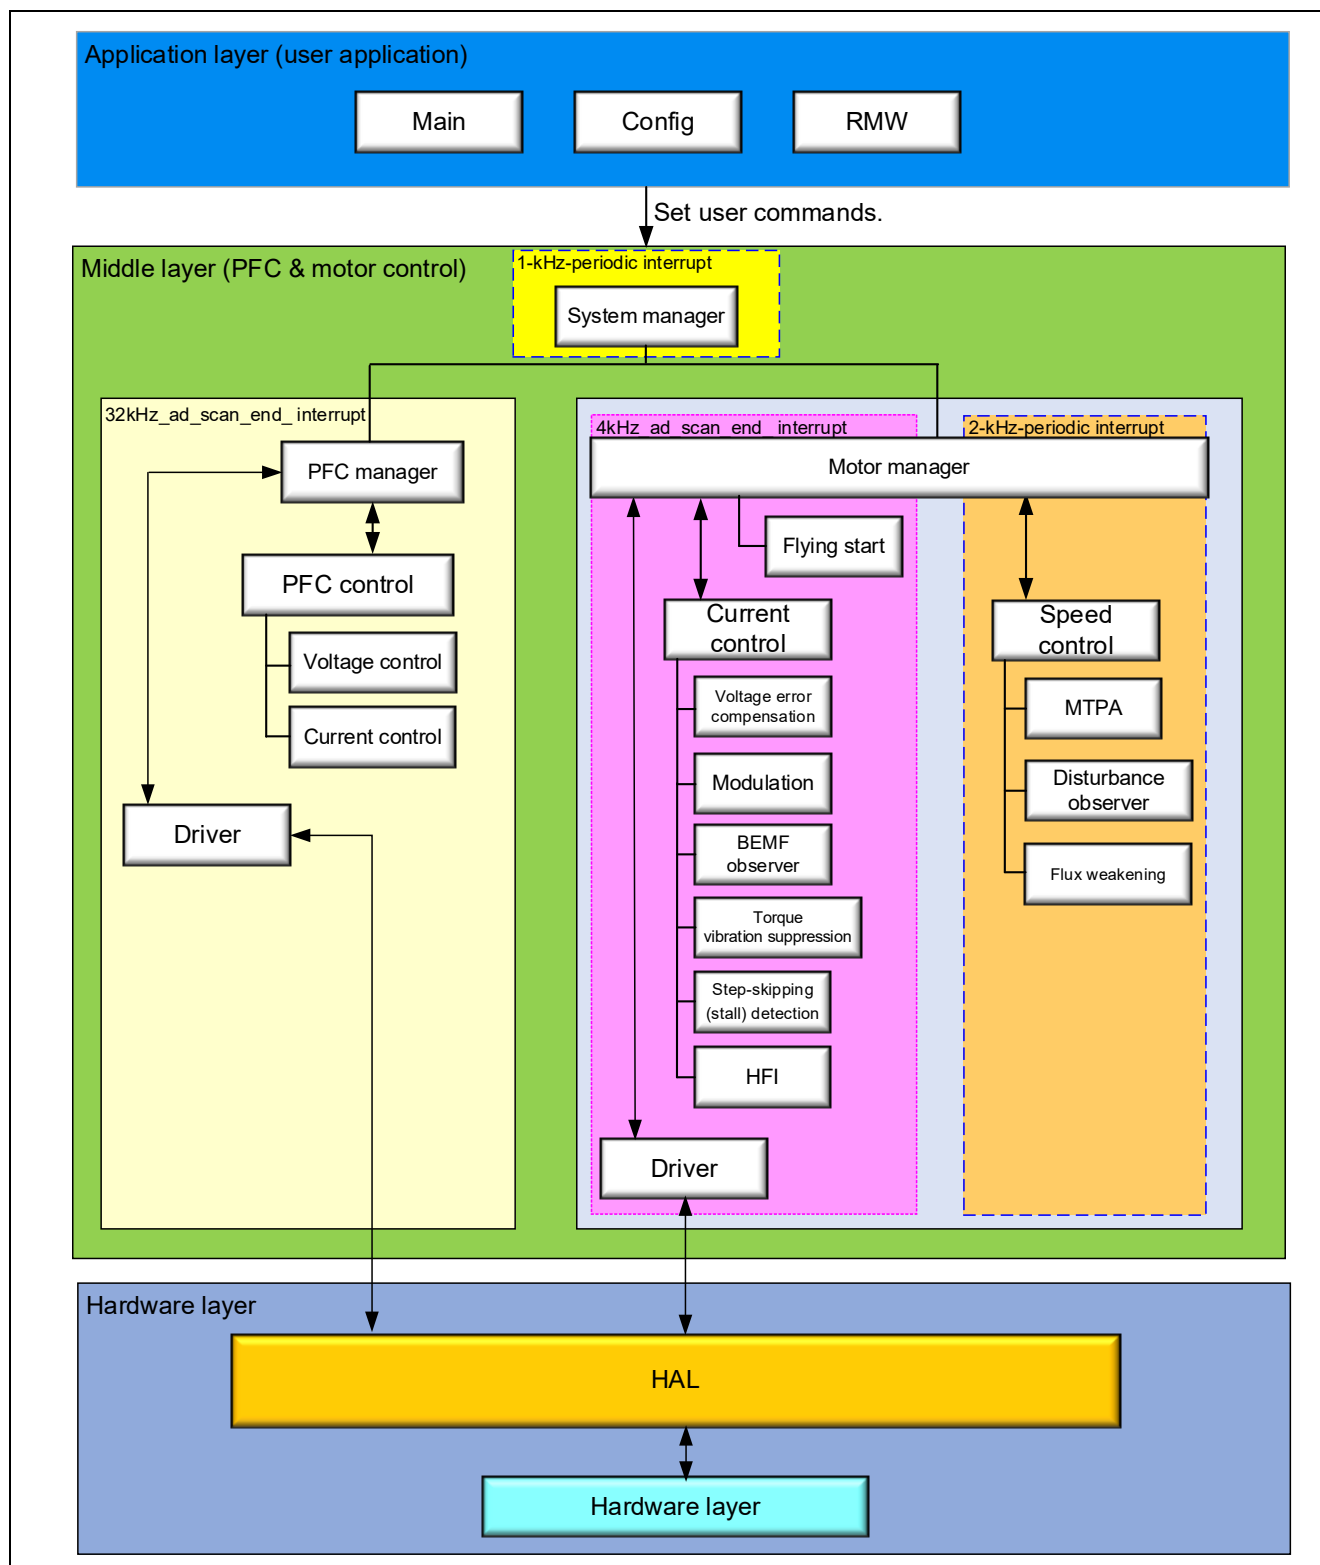 Application layer (user application)
Main
Config
RMW
Set user commands.
Middle layer (PFC & motor control)
1-kHz-periodic interrupt
System manager
32kHz_ad_scan_end_ interrupt
PFC manager
PFC control
Voltage control
Current control
Driver
4kHz_ad_scan_end_ interrupt
2-kHz-periodic interrupt
Motor manager
Flying start
Current
control
Voltage error
compensation
Modulation
BEMF
observer
Torque
vibration suppression
Step-skipping
(stall) detection
HFI
Driver
Speed
control
MTPA
Disturbance
observer
Flux weakening
Hardware layer
HAL
Hardware layer